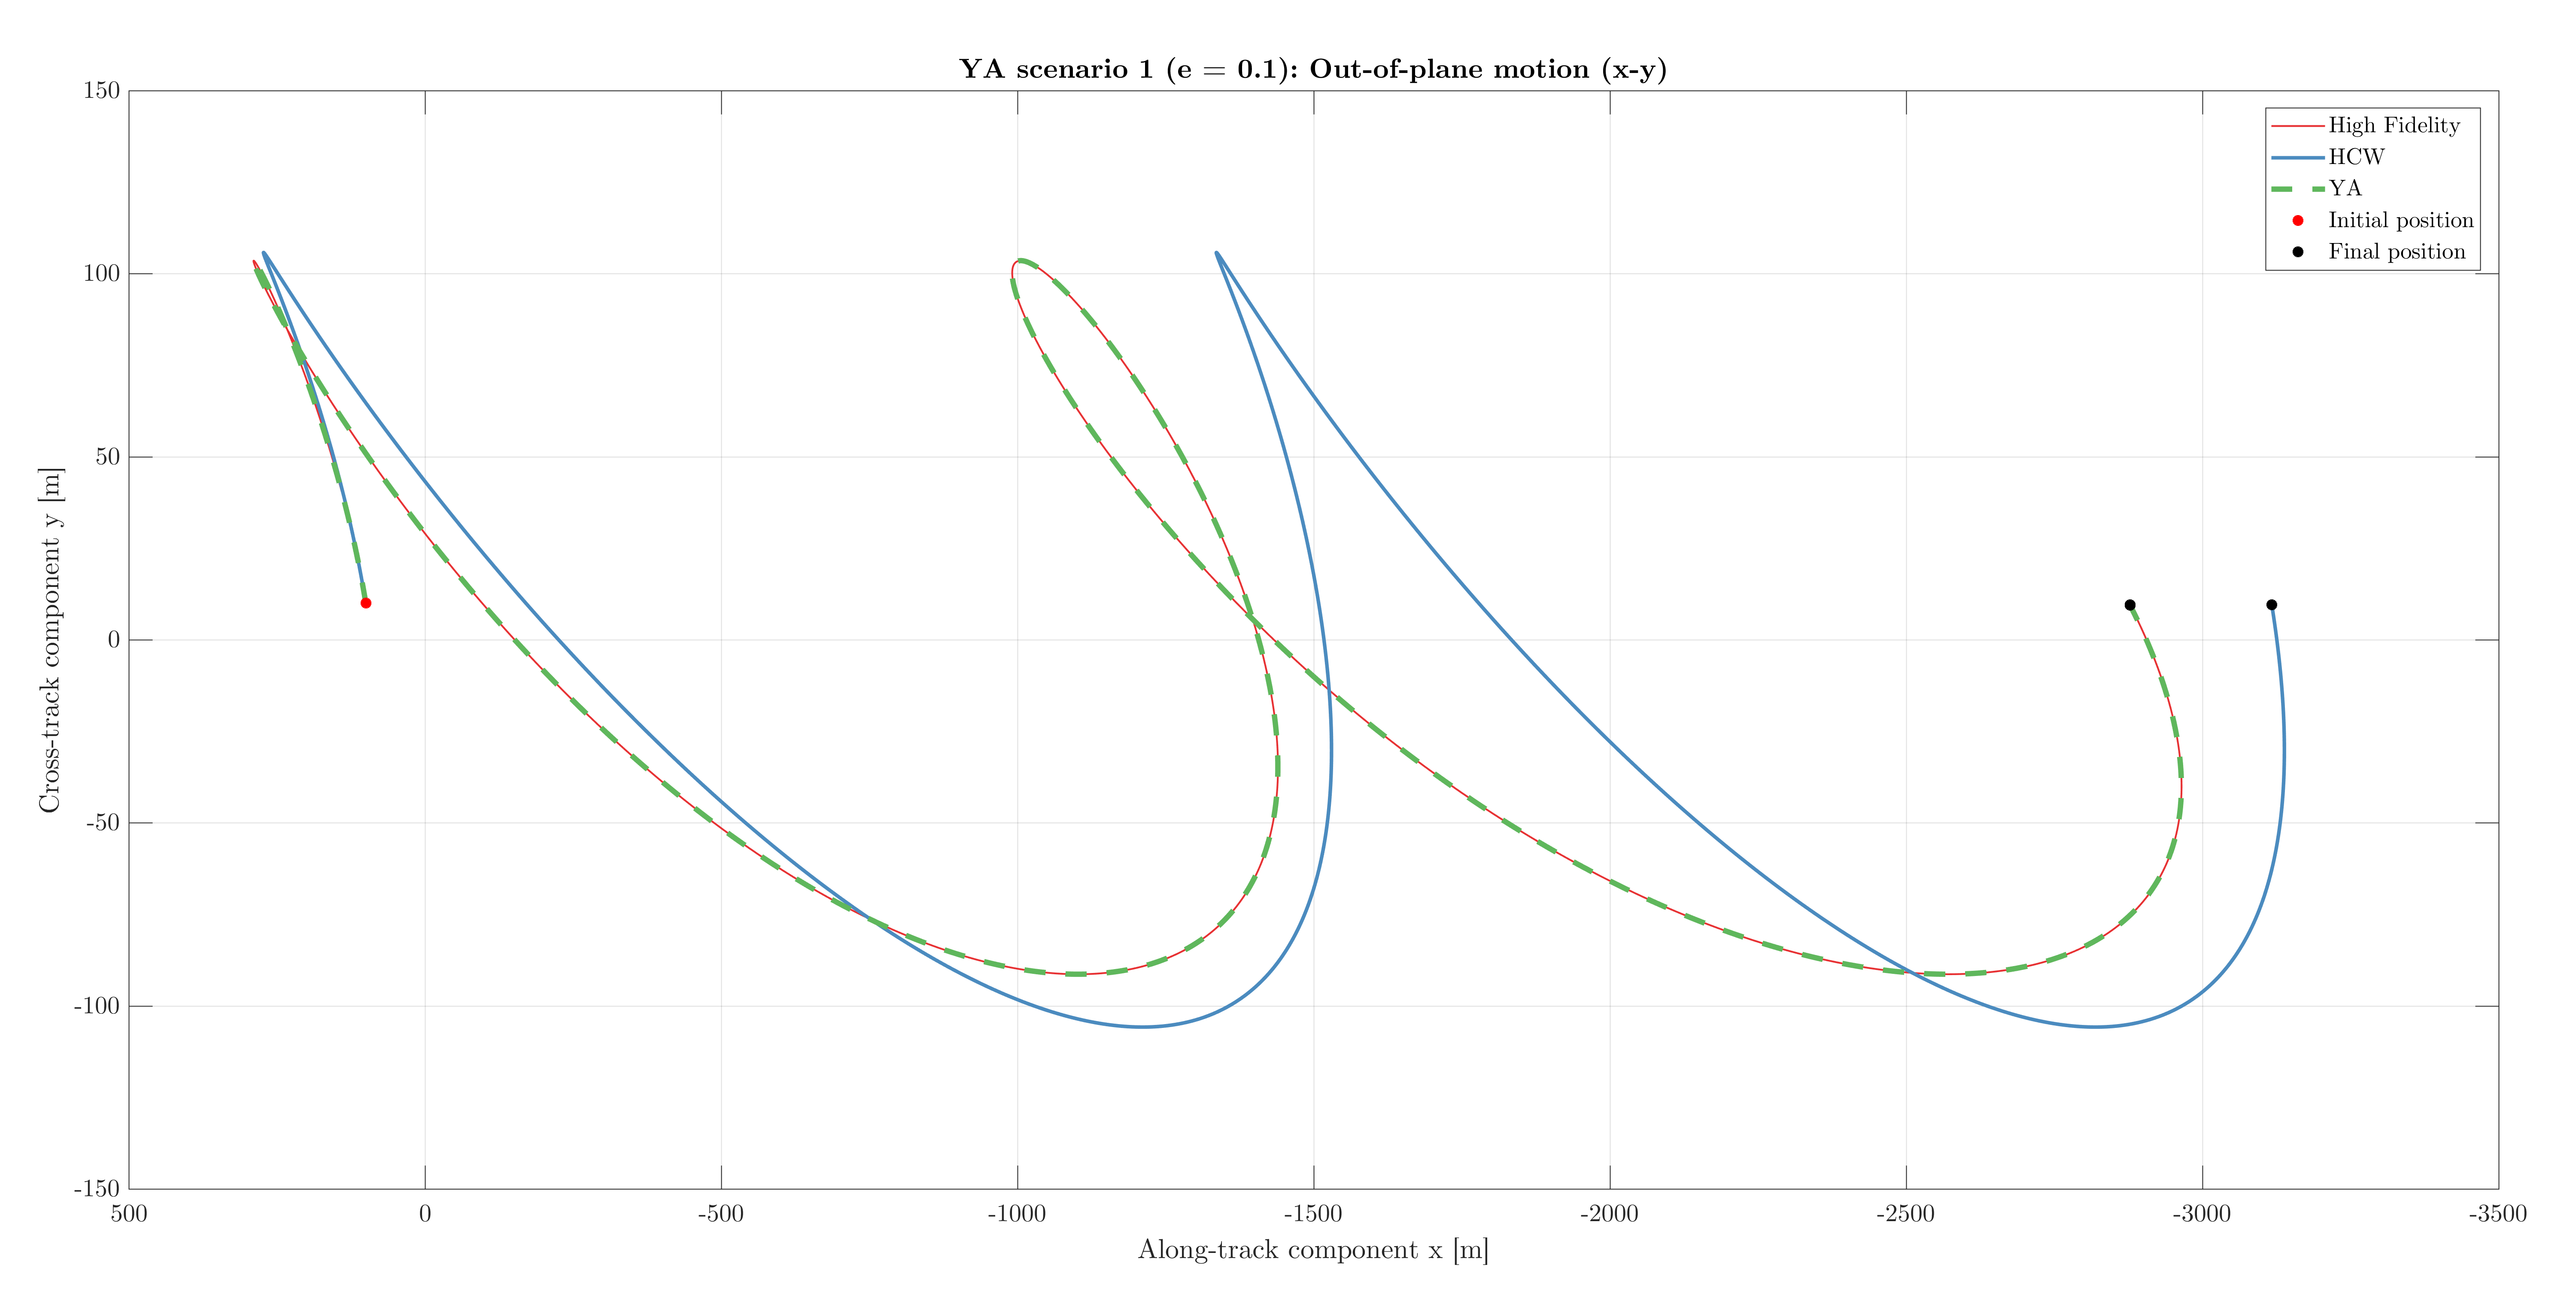 YA scenario 1 (e = 0.1): Out-of-plane motion (x-y)
High Fidelity
HCW
YA
Initial position
Final position
Cross-track component y [m]
150
100
50
0
-50
-100
-150
500 0 -500 -1000 -1500 -2000 -2500 -3000 -3500
Along-track component x [m]